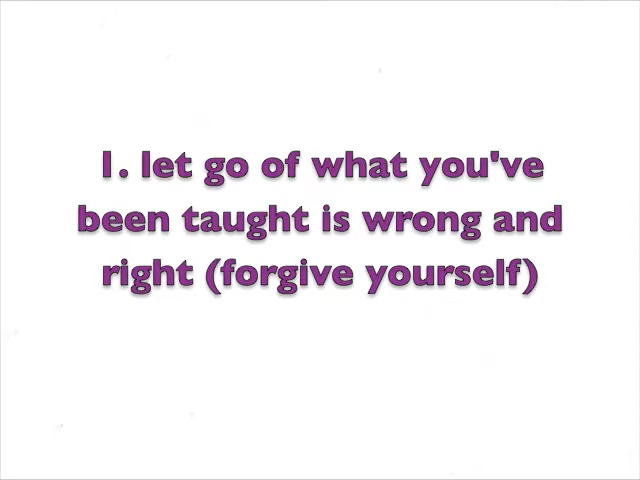 1. let go of what you've
been taught is wrong and
right (forgive yourself)